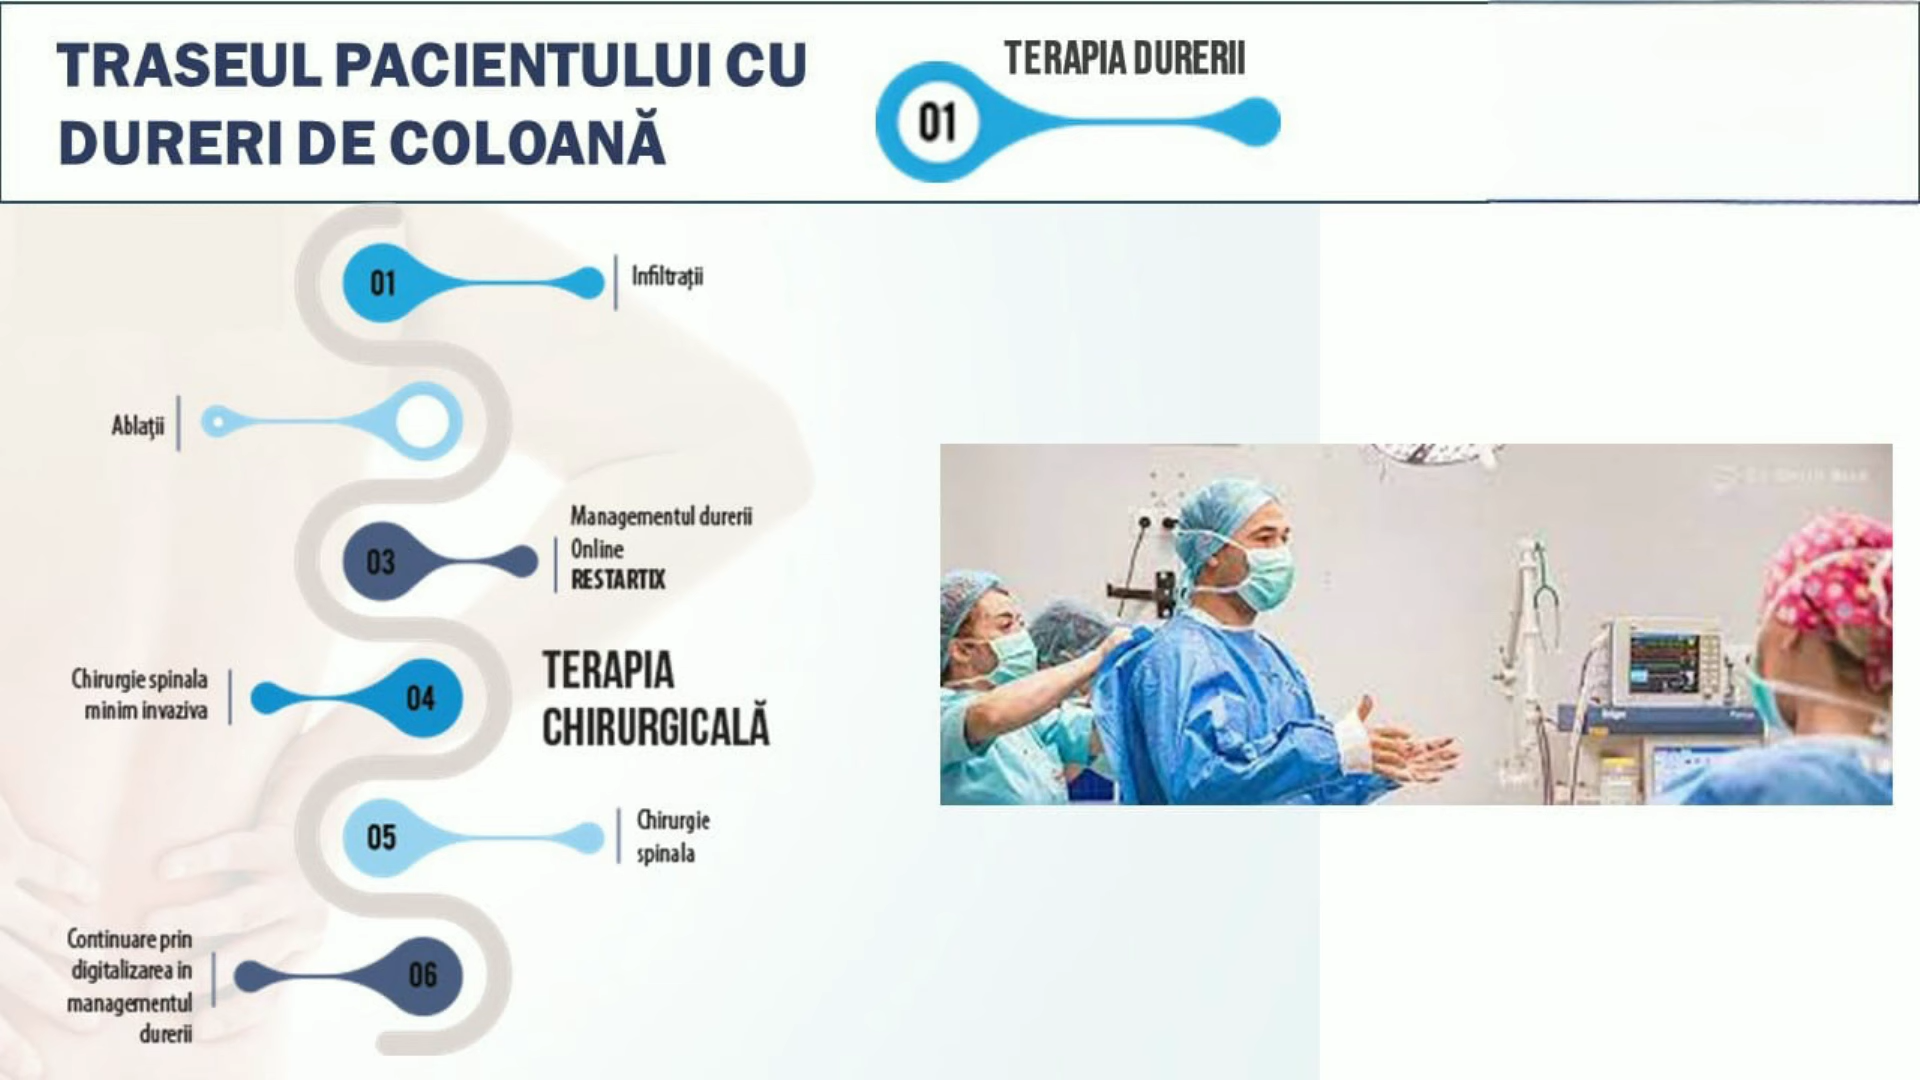 TRASEUL PACIENTULUI CU
DURERI DE COLOANĂ
TERAPIA DURERII
01
01
Infiltrații
Ablații
03
Managementul durerii
Online
RESTARTIX
Chirurgie spinala
minim invaziva
04
TERAPIA
CHIRURGICALĂ
05
Chirurgie
spinala
Continuare prin
digitalizarea in
managementul
durerii
06